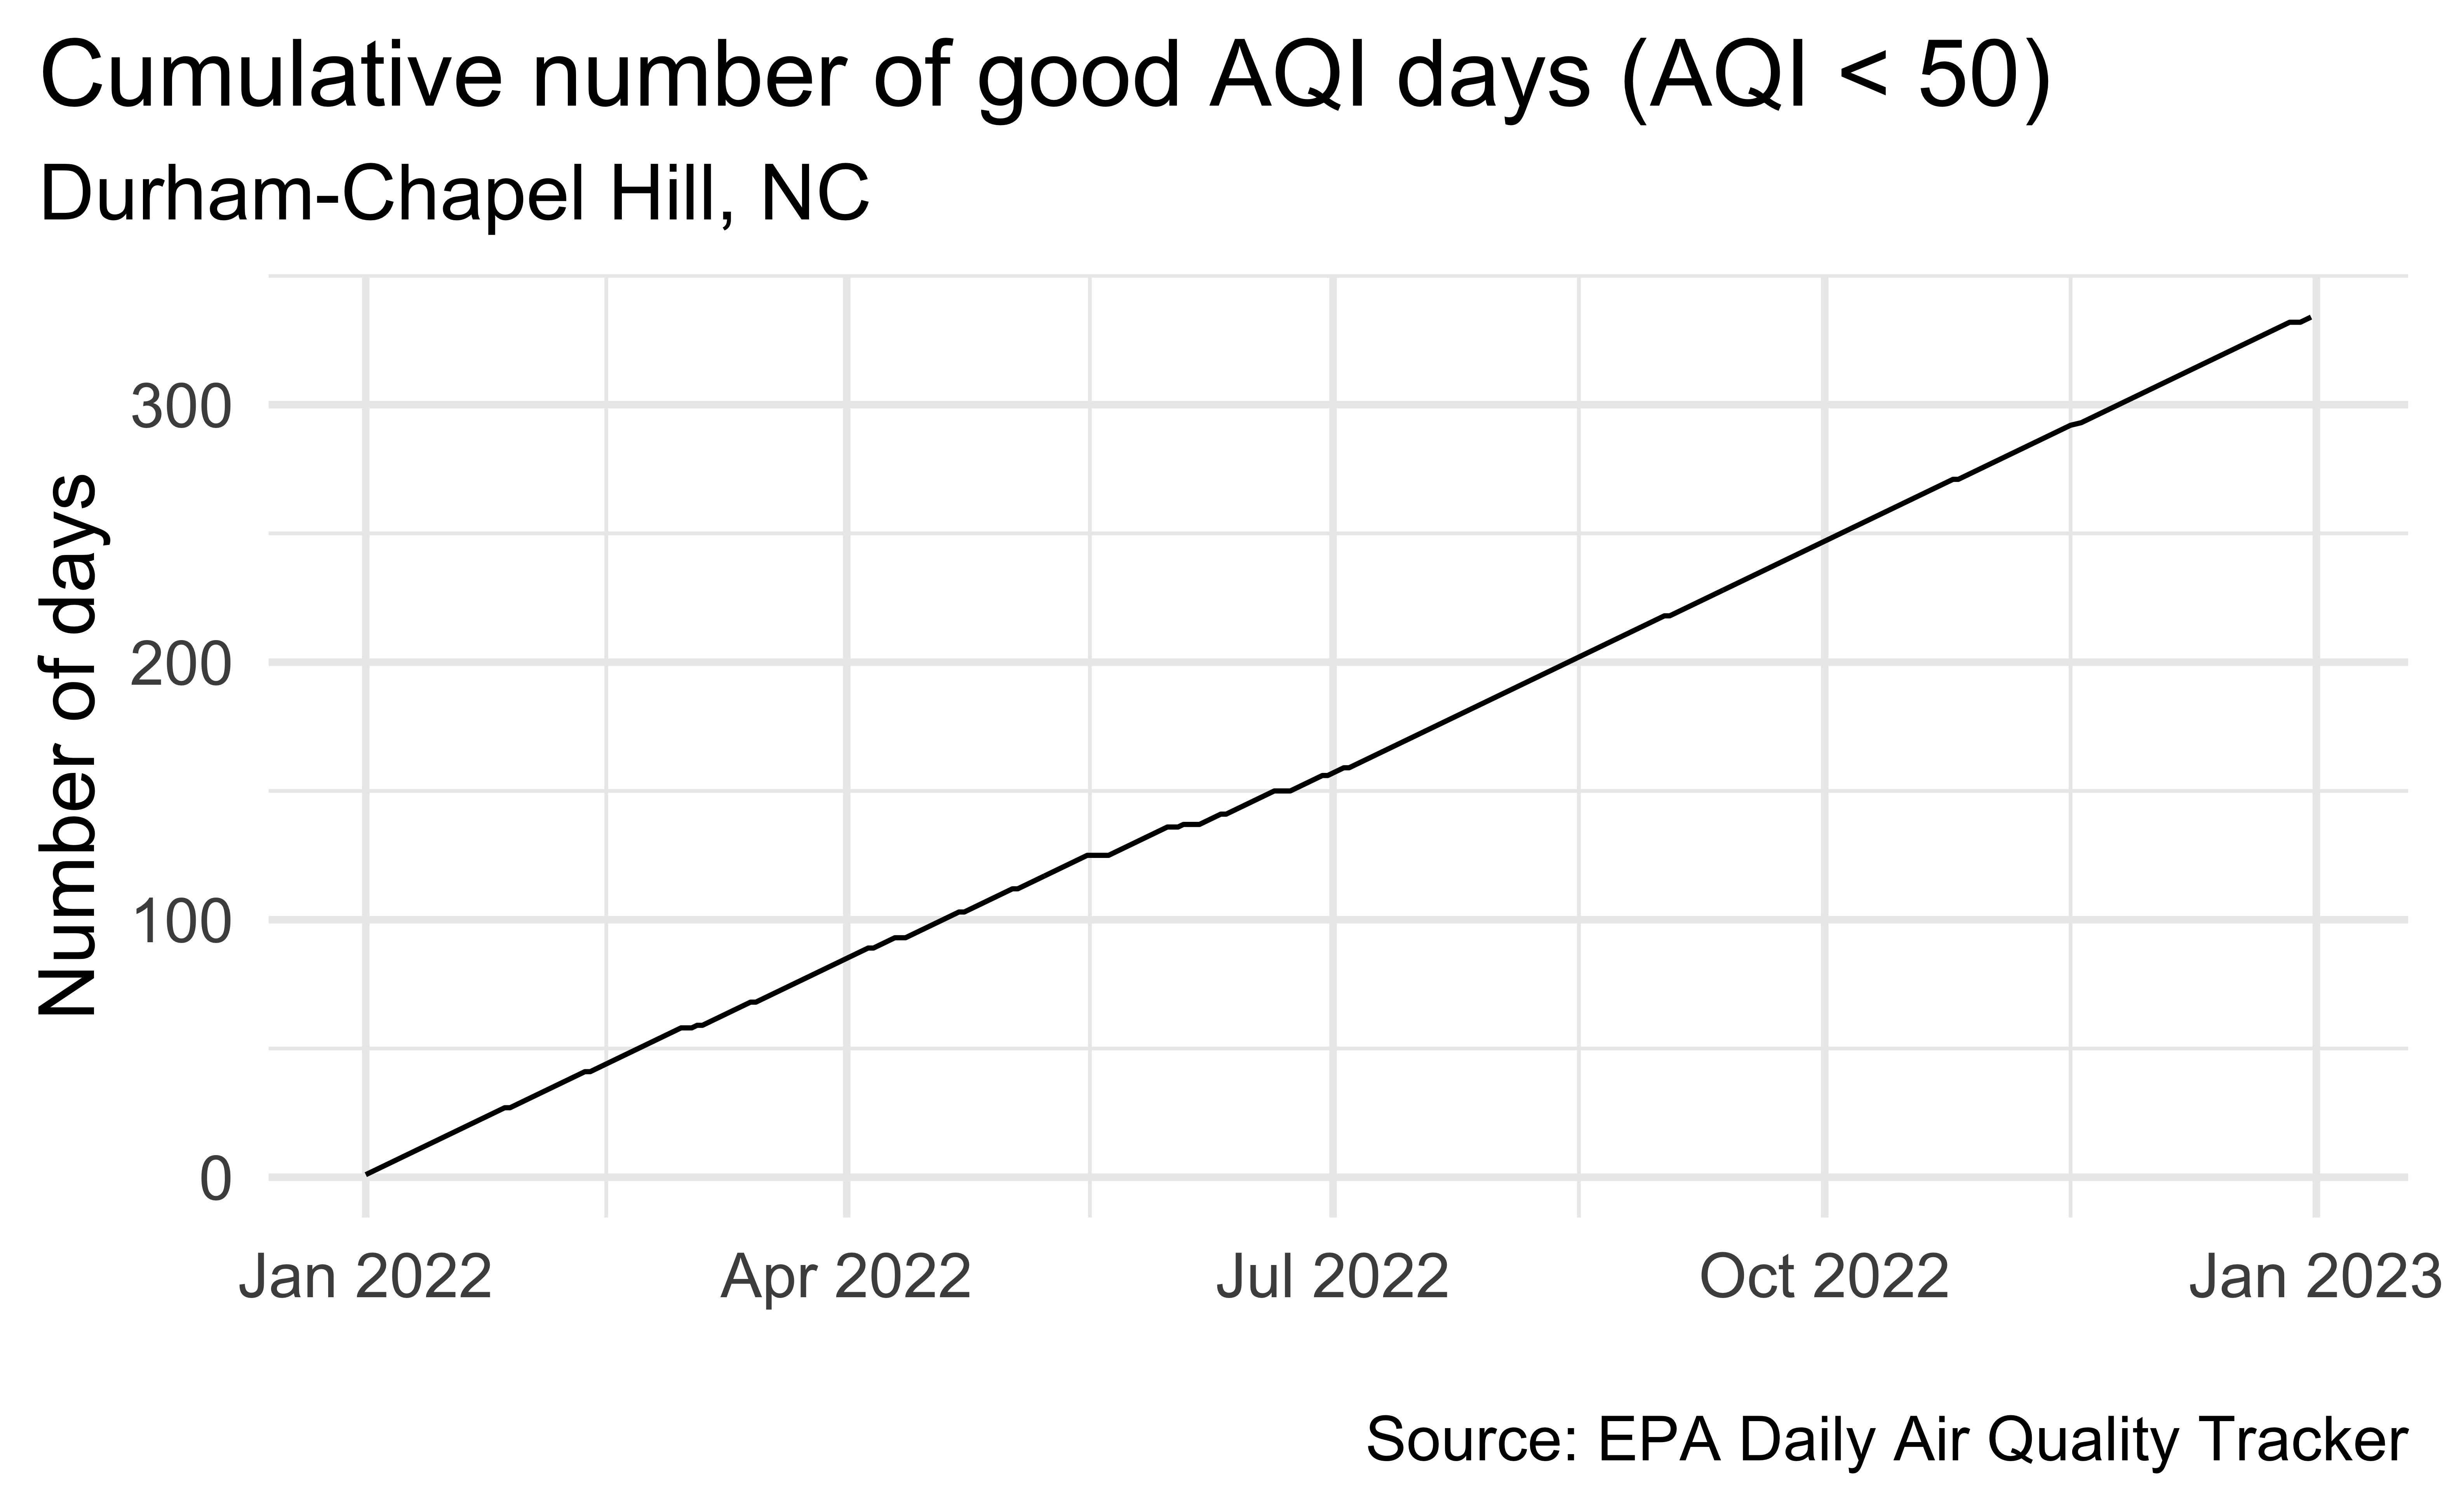 Cumulative number of good AQI days (AQI < 50)
Durham-Chapel Hill, NC
Number of days
300
200
100
0
Jan 2022
Apr 2022
Jul 2022
Oct 2022
Jan 2023
Source: EPA Daily Air Quality Tracker